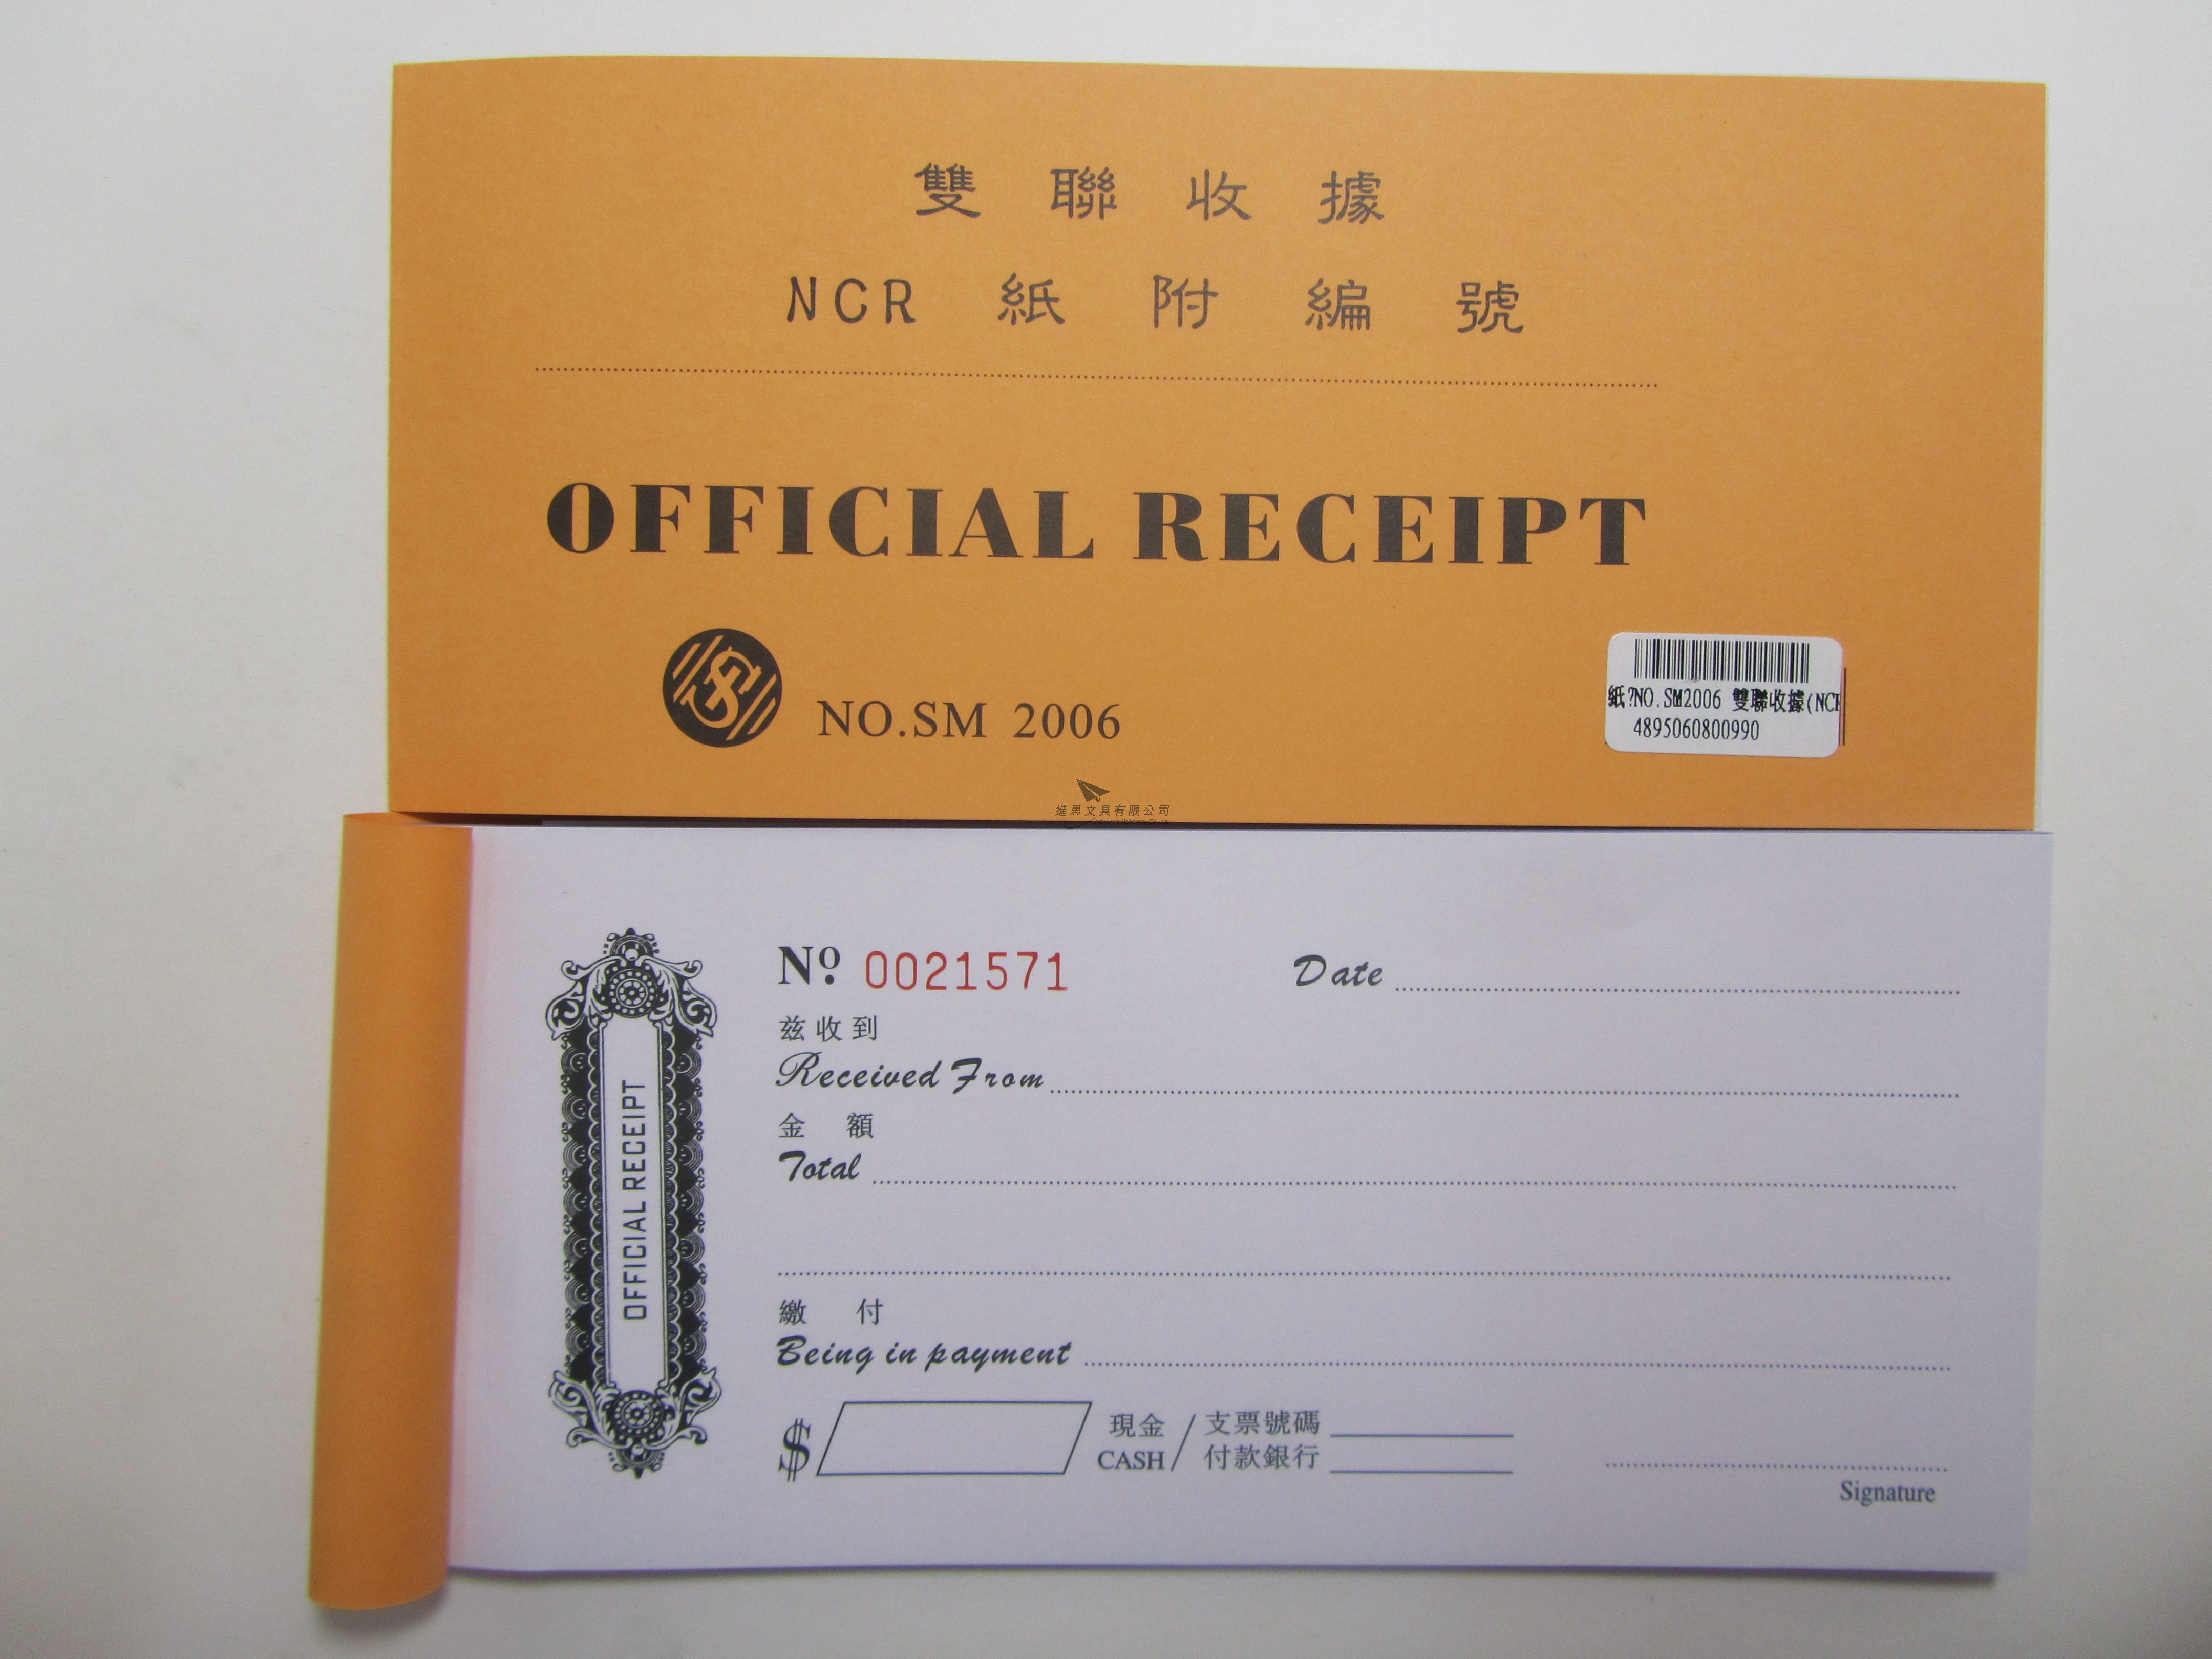 雙聯收據
NCR 紙附編號
OFFICIAL RECEIPT
NO.SM 2006
紙?NO.SM2006 雙聯收據(NCR
4895060800990
進思文具有限公司
OFFICIAL RECEIPT
Nº 0021571
Date
茲收到
Received From
金額
Total
繳付
Being in payment
$
現金 / 支票號碼
CASH / 付款銀行
Signature